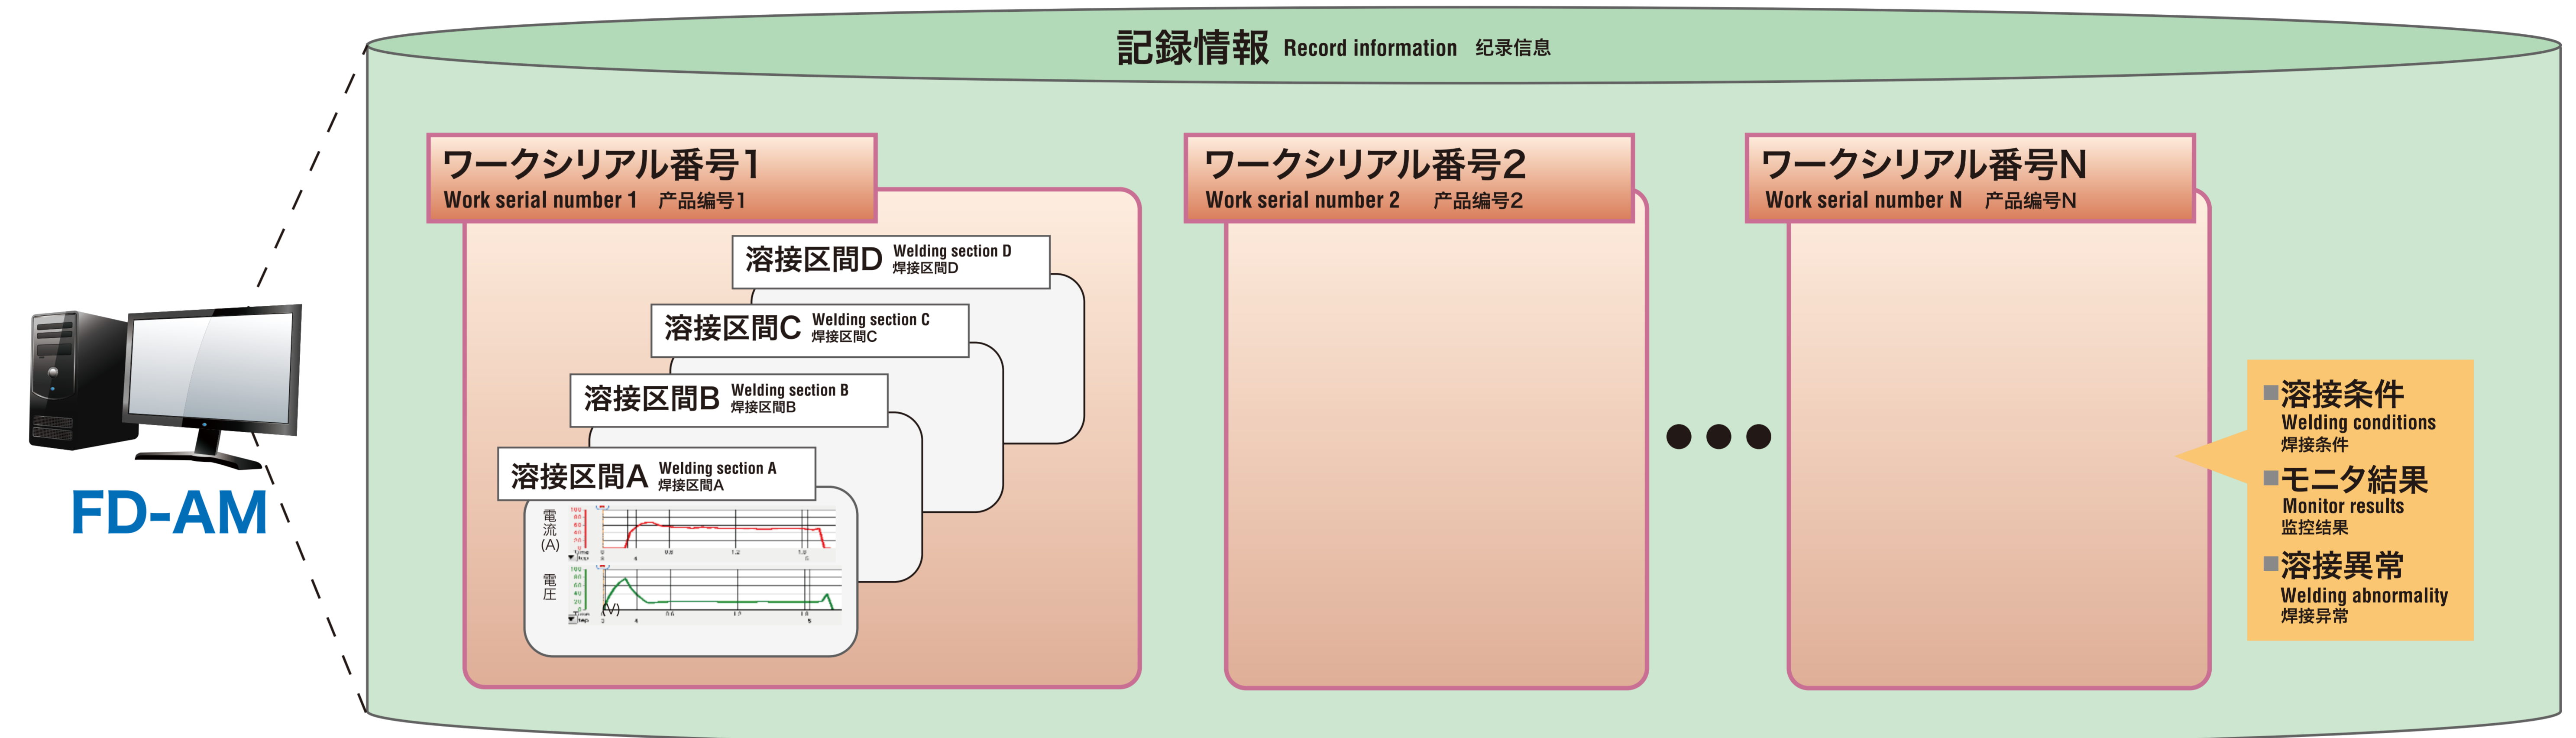 記録情報 Record information 纪录信息
ワークシリアル番号1
Work serial number 1 产品编号1
ワークシリアル番号2
Work serial number 2 产品编号2
ワークシリアル番号N
Work serial number N 产品编号N
溶接区間D Welding section D
焊接区間D
溶接区間C Welding section C
焊接区間C
溶接区間B Welding section B
焊接区間B
溶接区間A Welding section A
焊接区間A
電流
(A)
電圧
(V)
FD-AM
■溶接条件
Welding conditions
焊接条件
■モニタ結果
Monitor results
监控结果
■溶接異常
Welding abnormality
焊接异常